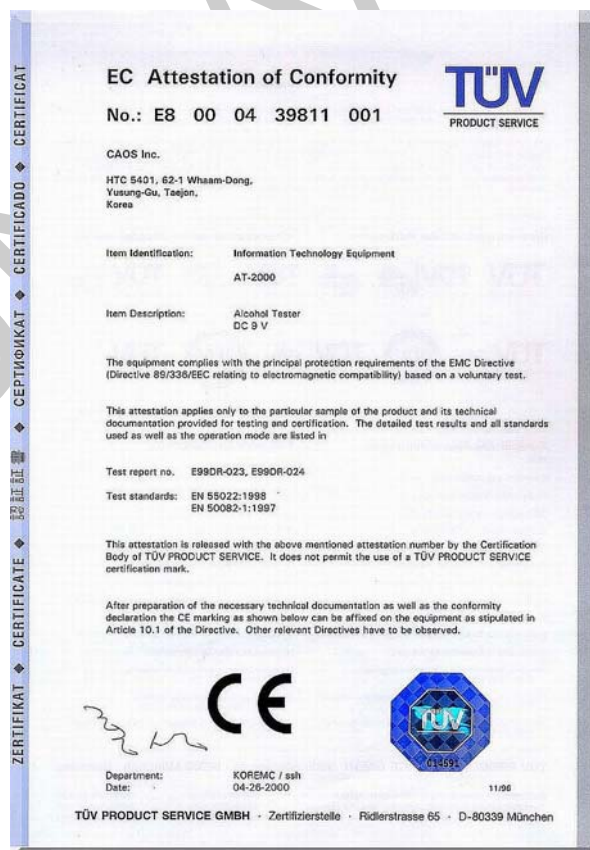 EC Attestation of Conformity
No.: E8 00 04 39811 001
TÜV
PRODUCT SERVICE
CAOS Inc.
HTC 5401, 62-1 Whaam-Dong,
Yusung-Gu, Taejon,
Korea
Item Identification: Information Technology Equipment
AT-2000
Item Description: Alcohol Tester
DC 9 V
The equipment complies with the principal protection requirements of the EMC Directive
(Directive 89/336/EEC relating to electromagnetic compatibility) based on a voluntary test.
This attestation applies only to the particular sample of the product and its technical
documentation provided for testing and certification. The detailed test results and all standards
used as well as the operation mode are listed in
Test report no. E99DR-023, E99DR-024
Test standards: EN 55022:1998
EN 50082-1:1997
This attestation is released with the above mentioned attestation number by the Certification
Body of TÜV PRODUCT SERVICE. It does not permit the use of a TÜV PRODUCT SERVICE
certification mark.
After preparation of the necessary technical documentation as well as the conformity
declaration the CE marking as shown below can be affixed on the equipment as stipulated in
Article 10.1 of the Directive. Other relevant Directives have to be observed.
CE
TÜV
014691
Department: KOREMC / ssh
Date: 04-26-2000
11/96
TÜV PRODUCT SERVICE GMBH · Zertifizierstelle · Ridlerstrasse 65 · D-80339 München
ZERTIFIKAT ◆ CERTIFICATE ◆ 認証証書 ◆ СЕРТИФИКАТ ◆ CERTIFICADO ◆ CERTIFICAT